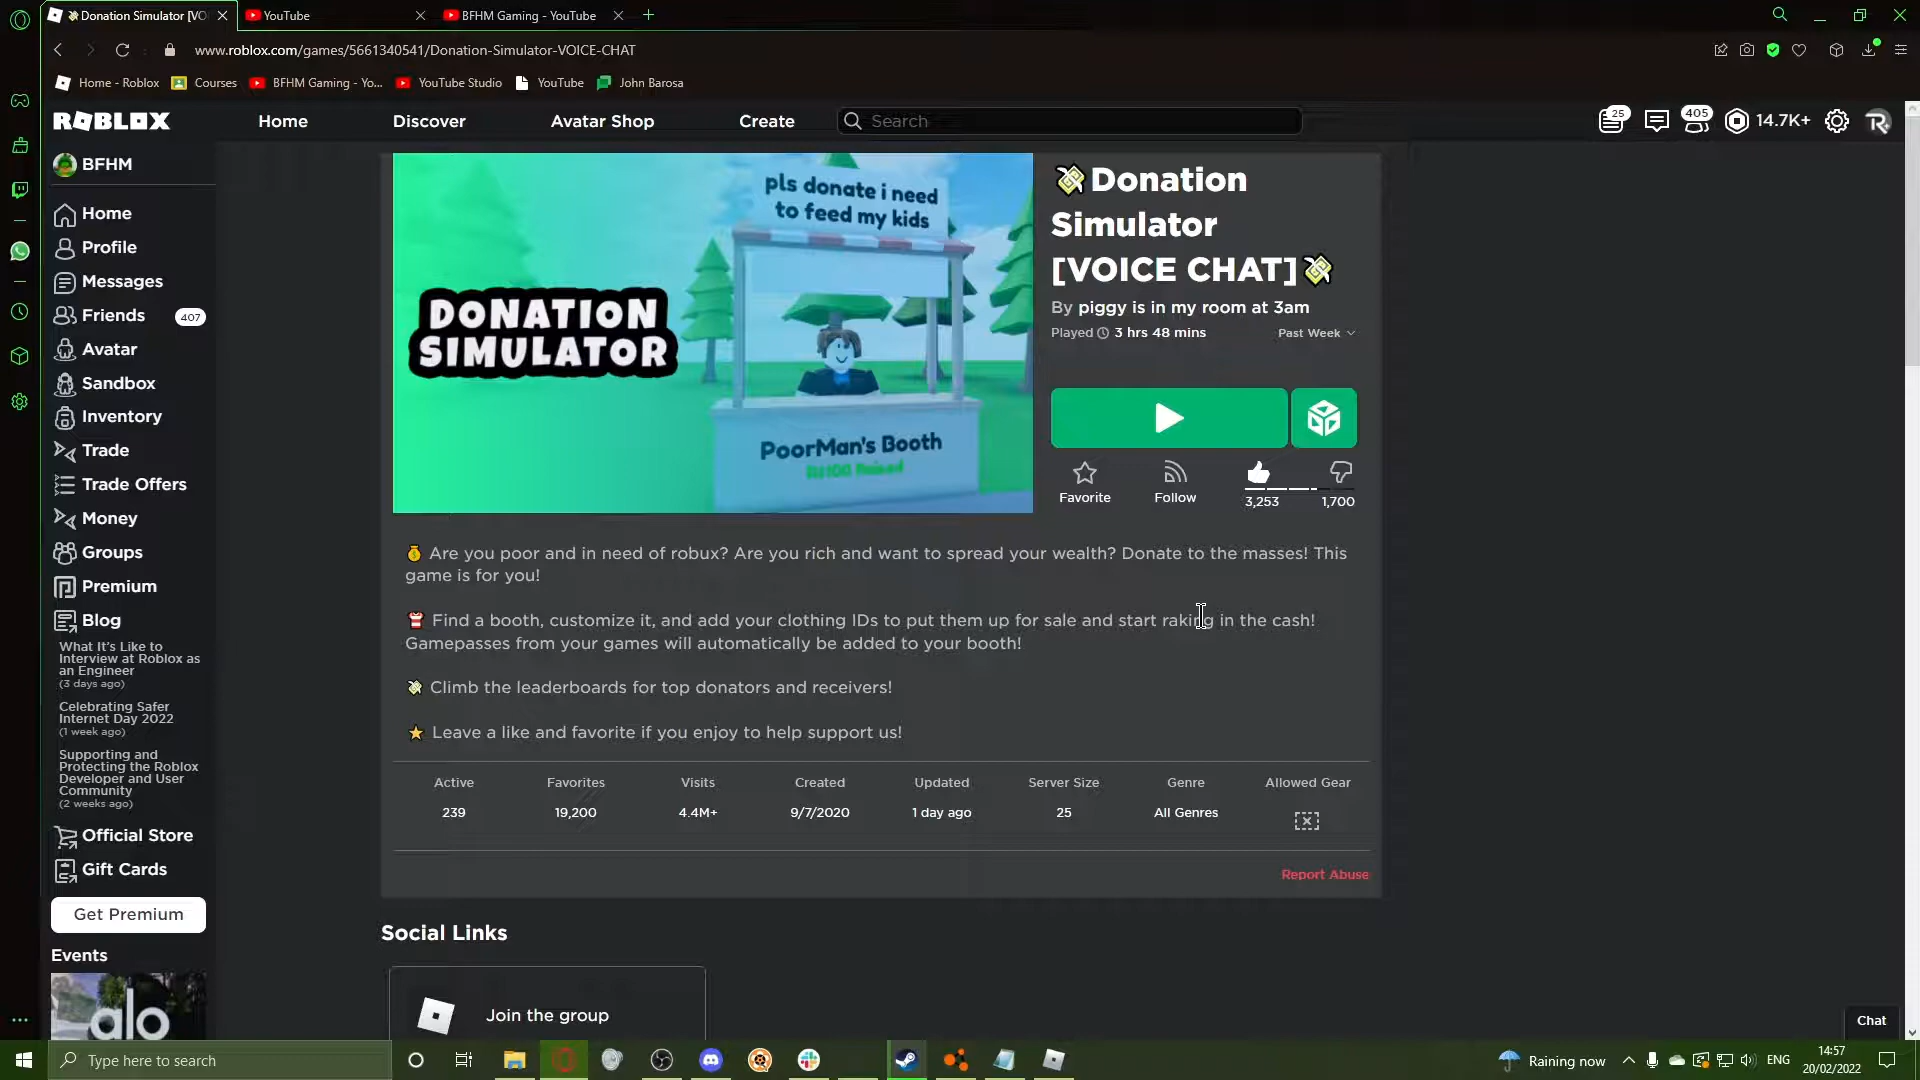 Donation Simulator [VO
YouTube
BFHM Gaming - YouTube
www.roblox.com/games/5661340541/Donation-Simulator-VOICE-CHAT
Home - Roblox
Courses
BFHM Gaming - Yo...
YouTube Studio
YouTube
John Barosa
ROBLOX
Home
Discover
Avatar Shop
Create
Search
25
405
14.7K+
BFHM
Home
Profile
Messages
Friends 407
Avatar
Sandbox
Inventory
Trade
Trade Offers
Money
Groups
Premium
Blog
What It's Like to
Interview at Roblox as
an Engineer
(3 days ago)
Celebrating Safer
Internet Day 2022
(1 week ago)
Supporting and
Protecting the Roblox
Developer and User
Community
(2 weeks ago)
Official Store
Gift Cards
Get Premium
Events
alo
pls donate i need
to feed my kids
DONATION
SIMULATOR
PoorMan's Booth
💸Donation
Simulator
[VOICE CHAT]💸
By piggy is in my room at 3am
Played 3 hrs 48 mins
Past Week
Favorite
Follow
3,253
1,700
💰 Are you poor and in need of robux? Are you rich and want to spread your wealth? Donate to the masses! This
game is for you!
Find a booth, customize it, and add your clothing IDs to put them up for sale and start raking in the cash!
Gamepasses from your games will automatically be added to your booth!
💸 Climb the leaderboards for top donators and receivers!
⭐ Leave a like and favorite if you enjoy to help support us!
Active Favorites Visits Created Updated Server Size Genre Allowed Gear
239 19,200 4.4M+ 9/7/2020 1 day ago 25 All Genres
Report Abuse
Social Links
Join the group
Chat
Type here to search
Raining now
ENG
14:57
20/02/2022